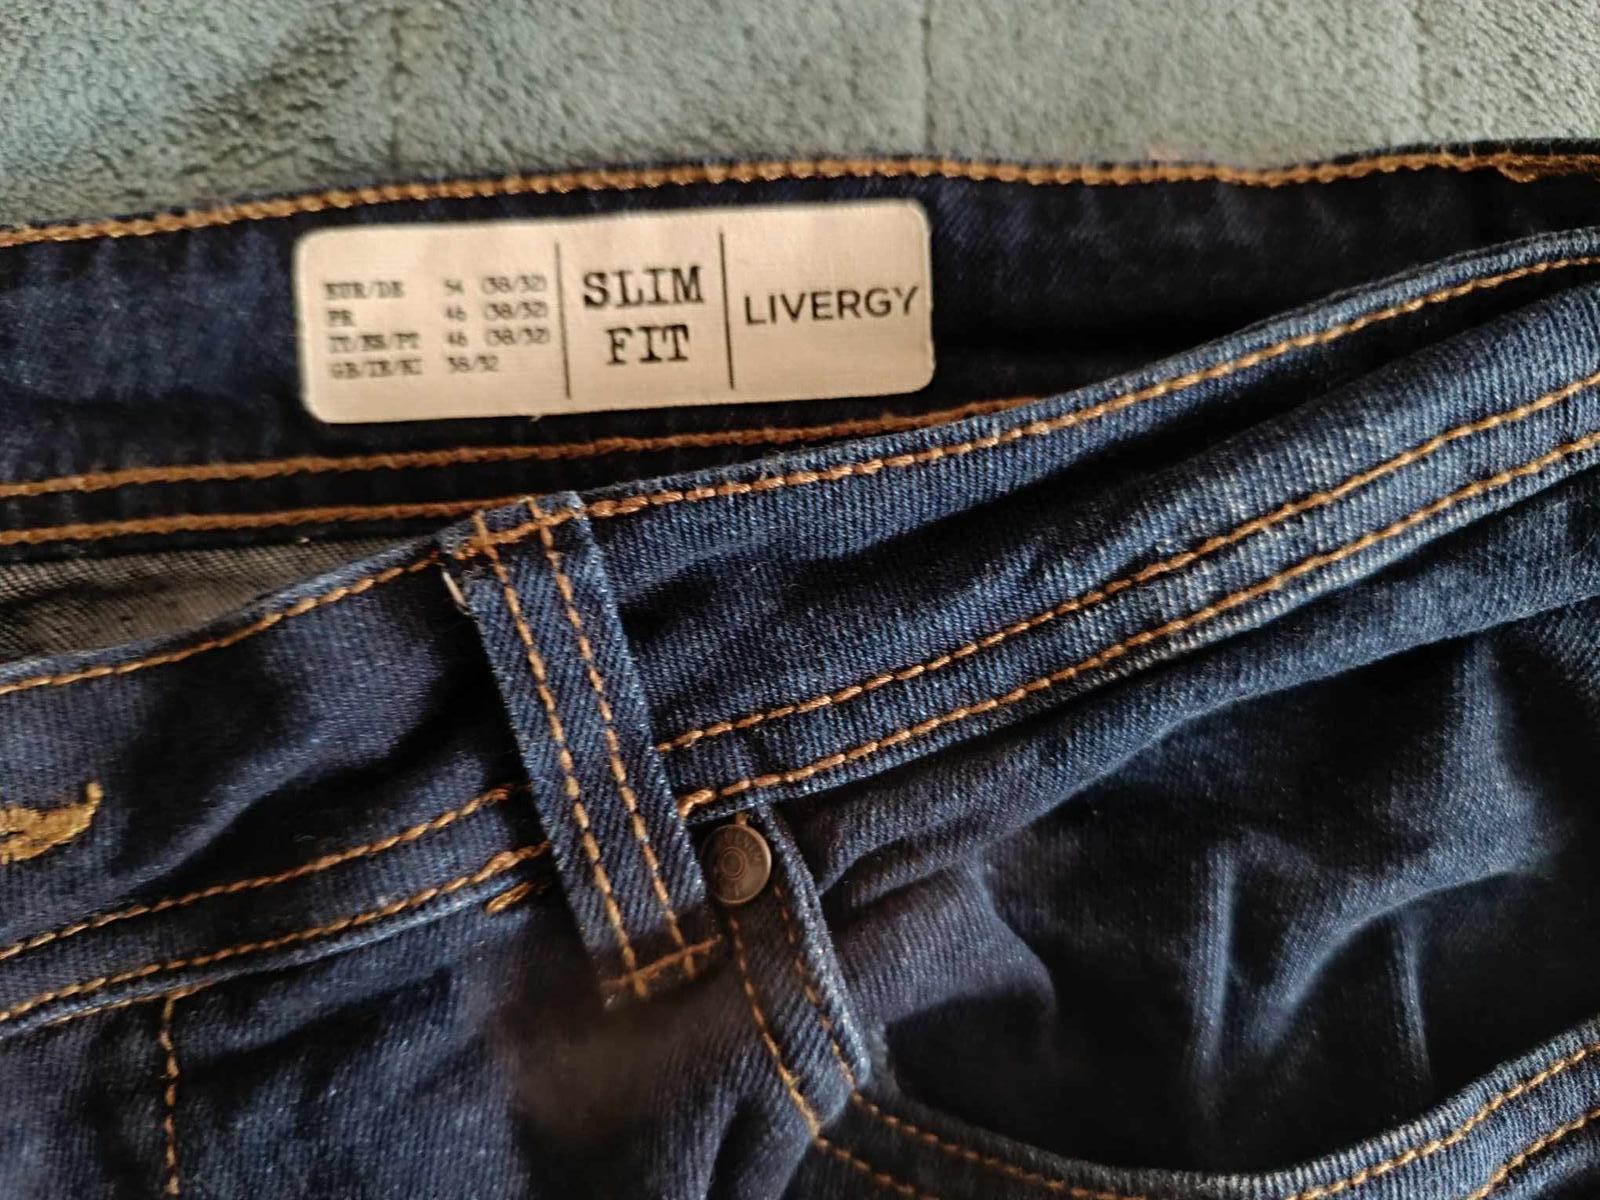 EUR/DE 54 (38/32)
FR 46 (38/32)
IT/ES/PT 46 (38/32)
GB/IE/NI 38/32
SLIM
FIT
LIVERGY